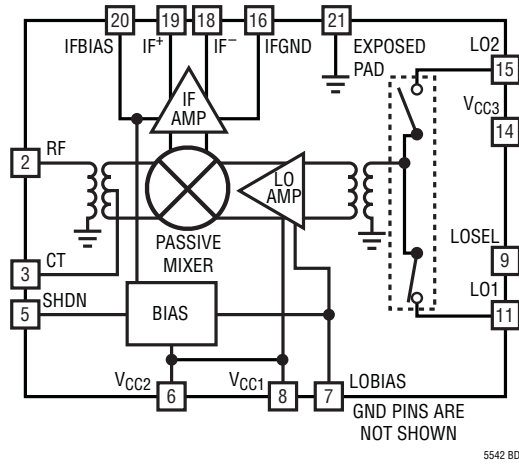 20 19 18 16 21
IFBIAS IF+ IF− IFGND EXPOSED PAD
LO2
15
IF AMP
VCC3
14
2 RF
LO AMP
PASSIVE MIXER
LOSEL
9
3 CT
LO1
11
5 SHDN
BIAS
VCC2 VCC1 LOBIAS
6 8 7
GND PINS ARE
NOT SHOWN
5542 BD